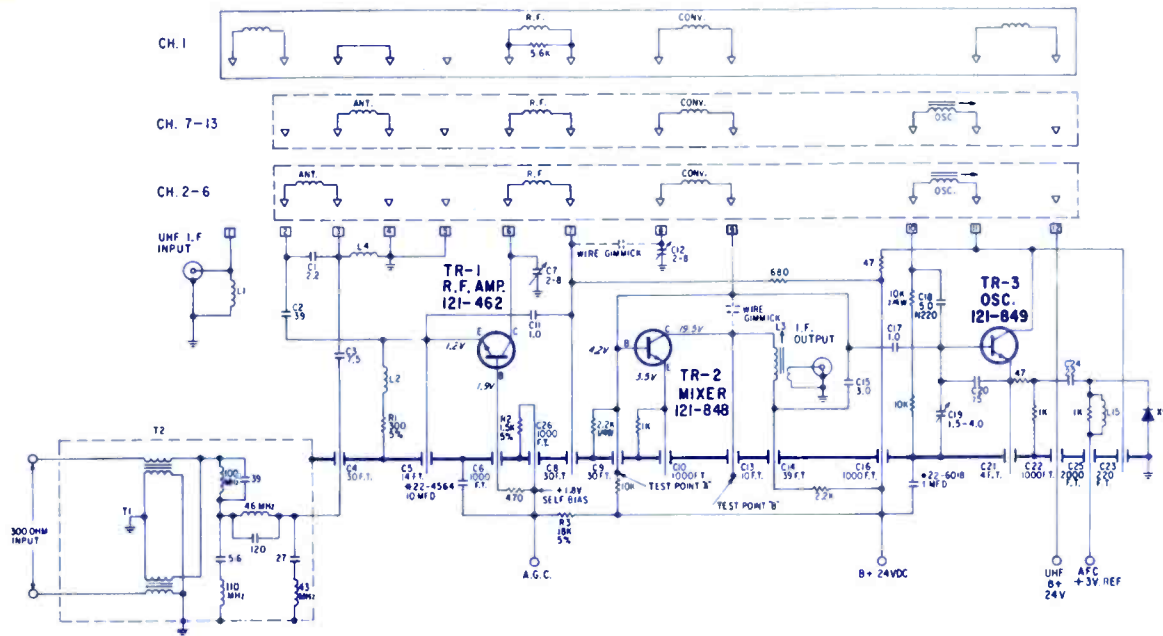 CH. 1
R.F.
5.6K
CONV.
CH. 7-13
ANT.
R.F.
CONV.
OSC.
CH. 2-6
ANT.
R.F.
CONV.
OSC.
UHF I.F
INPUT
1
2
3
4
5
6
7
8
9
10
11
12
L1
C1
2.2
L4
C2
39
C3
7.5
L2
R1
300
5%
TR-1
R.F. AMP.
121-462
E
C
B
1.2V
1.9V
C7
2-8
C11
1.0
WIRE GIMMICK
C12
2-8
WIRE
GIMMICK
680
47
4.2V
B
C
E
19.5V
3.5V
TR-2
MIXER
121-848
L3
I.F.
OUTPUT
C15
3.0
C17
1.0
10K
1/4W
C18
5.0
N220
TR-3
OSC.
121-849
10K
C19
1.5-4.0
C20
15
47
1K
C24
1K
L15
1.5K
5%
C26
1000
F.T.
2.2K
1K
C4
30 F.T.
C5
14 F.T.
*22-4564
10 MFD
C6
1000
F.T.
C8
30 F.T.
C9
30 F.T.
C10
1000 F.T.
C13
10 F.T.
C14
39 F.T.
C16
1000 F.T.
*22-6018
1 MFD
C21
4 F.T.
C22
1000 F.T.
C25
F.T.
C23
220
F.T.
470
+1.8V
SELF BIAS
10K
TEST POINT "A"
TEST POINT "B"
2.2K
R3
18K
5%
A.G.C.
B+ 24VDC
UHF
B+
24V
AFC
+3V REF
T2
T1
300 OHM
INPUT
100
39
46 MHz
120
56
27
110
MHz
43
MHz